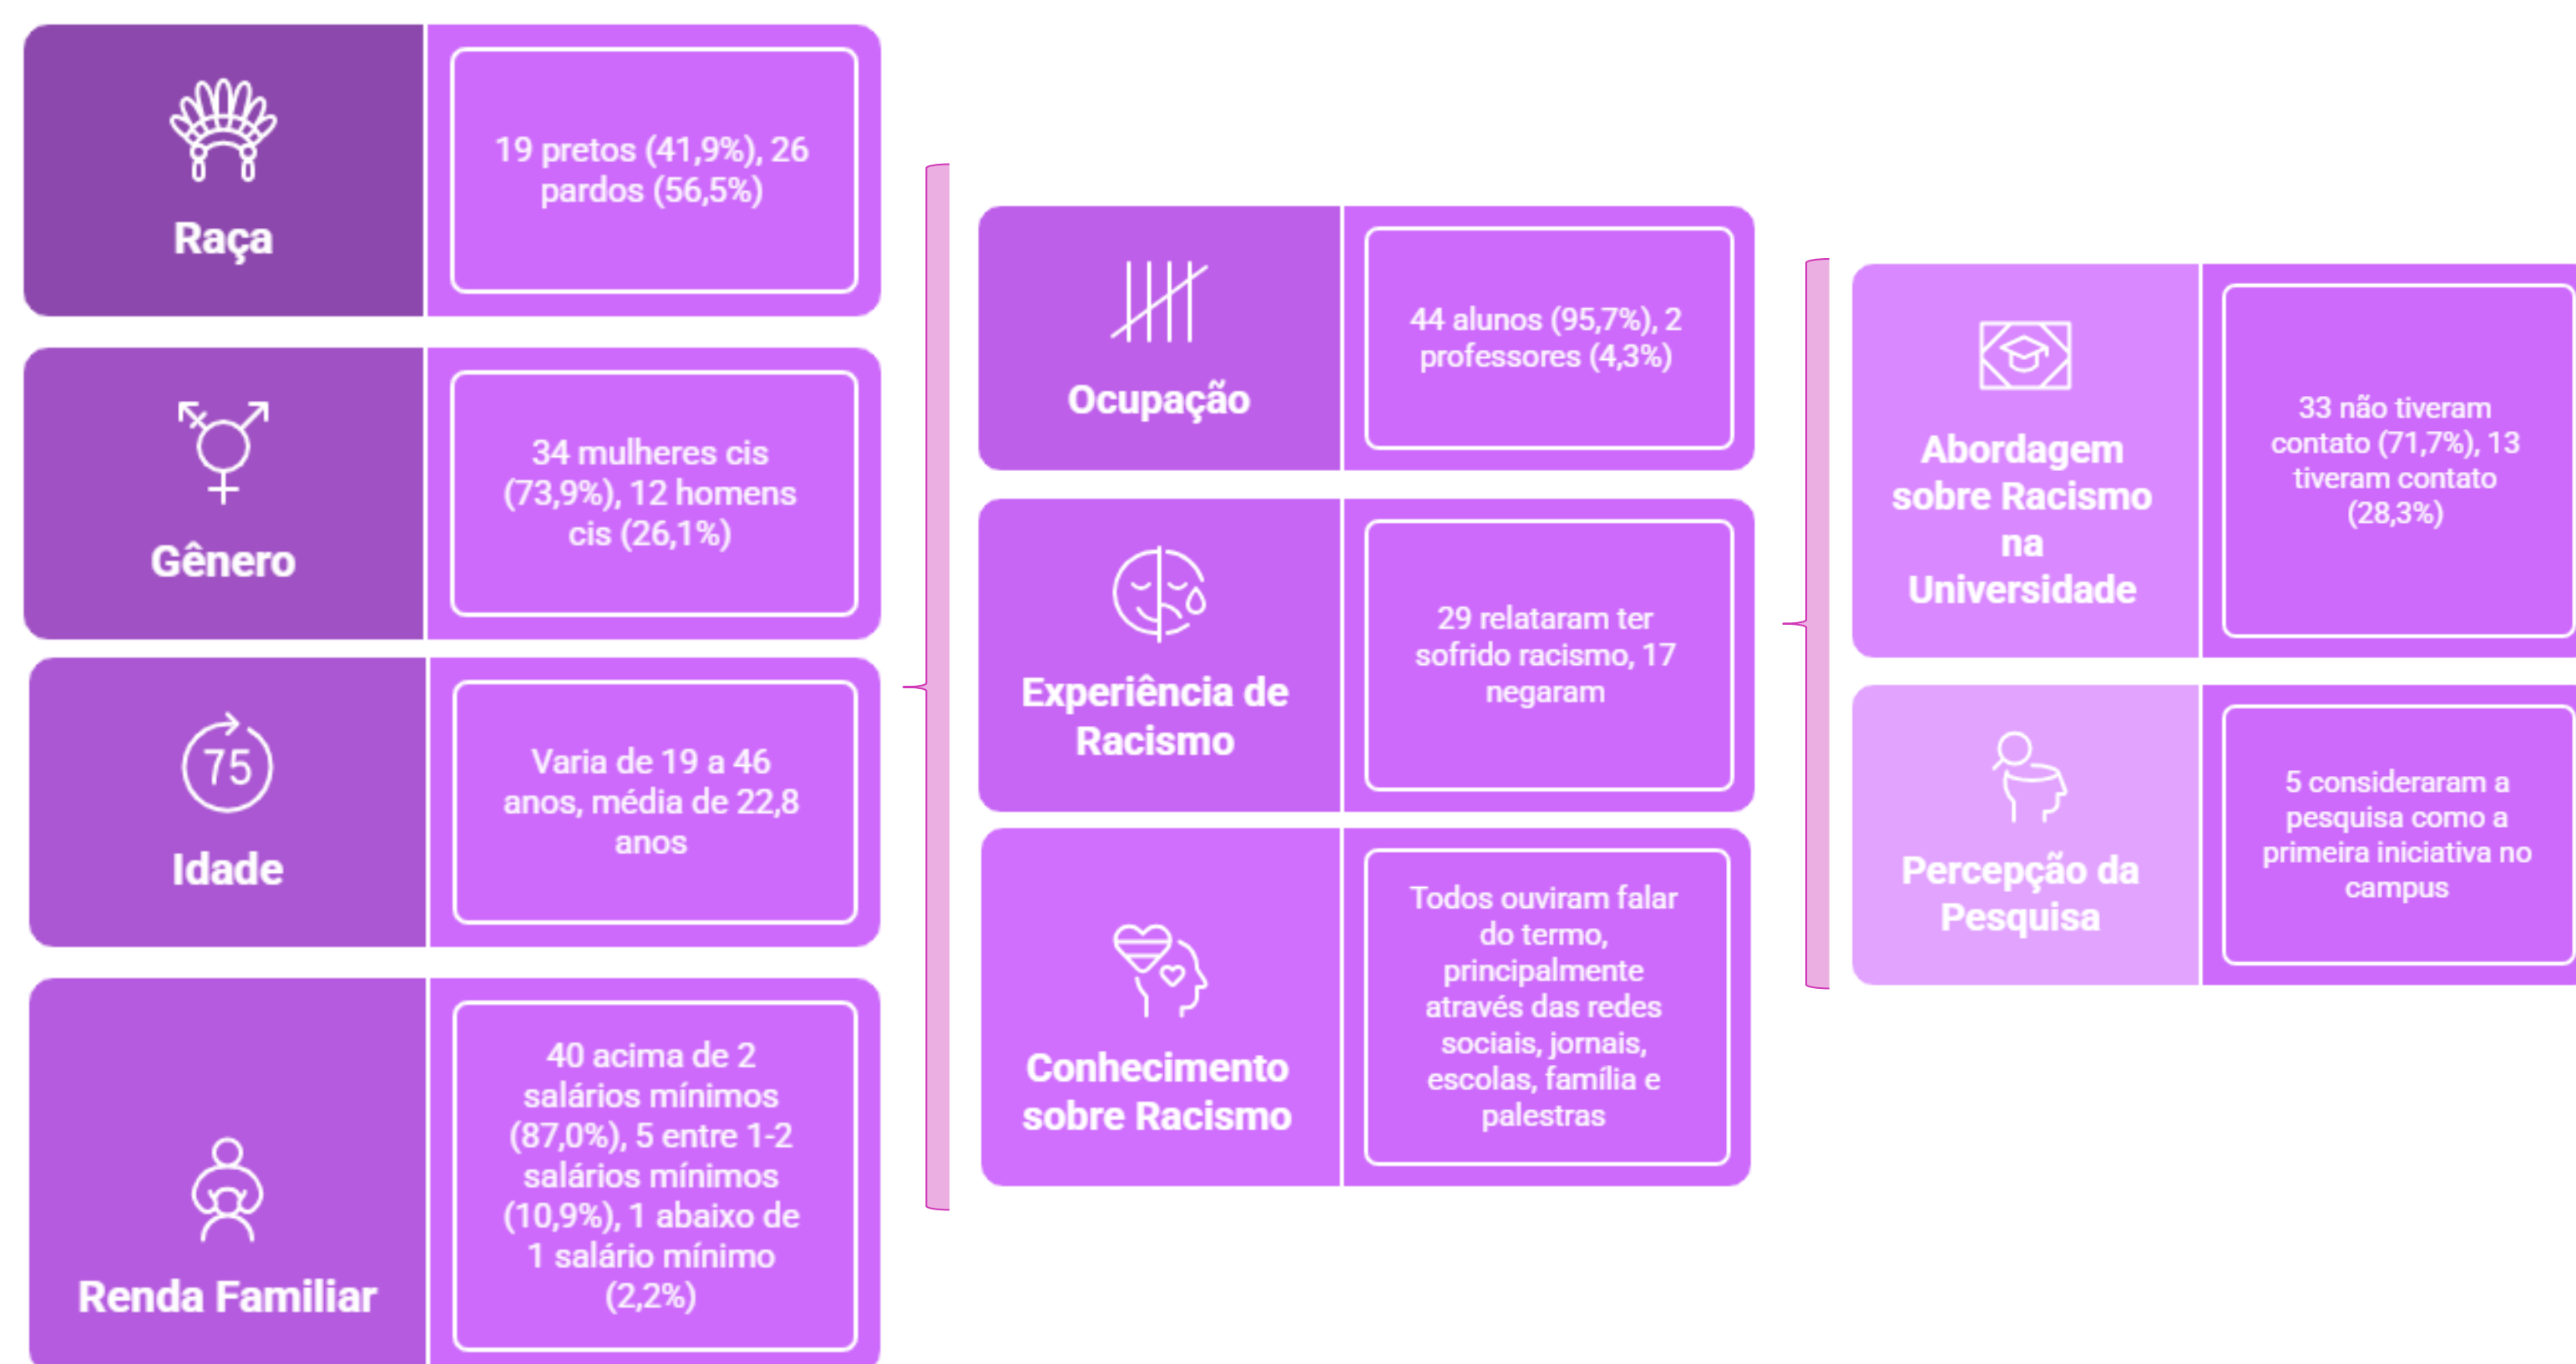 Raça
19 pretos (41,9%), 26
pardos (56,5%)
Gênero
34 mulheres cis
(73,9%), 12 homens
cis (26,1%)
75
Idade
Varia de 19 a 46
anos, média de 22,8
anos
Renda Familiar
40 acima de 2
salários mínimos
(87,0%), 5 entre 1-2
salários mínimos
(10,9%), 1 abaixo de
1 salário mínimo
(2,2%)
Ocupação
44 alunos (95,7%), 2
professores (4,3%)
Experiência de
Racismo
29 relataram ter
sofrido racismo, 17
negaram
Conhecimento
sobre Racismo
Todos ouviram falar
do termo,
principalmente
através das redes
sociais, jornais,
escolas, família e
palestras
Abordagem
sobre Racismo
na
Universidade
33 não tiveram
contato (71,7%), 13
tiveram contato
(28,3%)
Percepção da
Pesquisa
5 consideraram a
pesquisa como a
primeira iniciativa no
campus